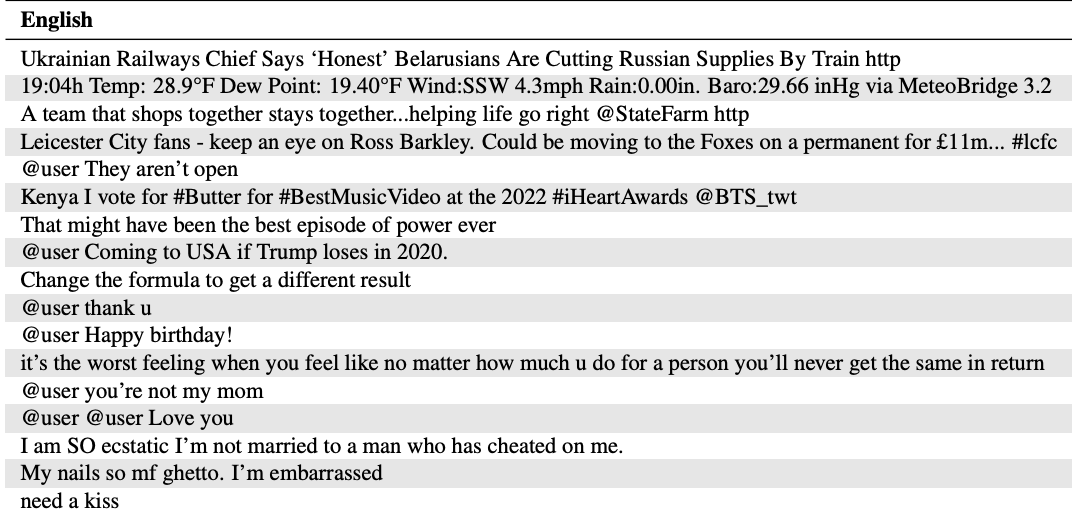 English
Ukrainian Railways Chief Says ‘Honest’ Belarusians Are Cutting Russian Supplies By Train http
19:04h Temp: 28.9°F Dew Point: 19.40°F Wind:SSW 4.3mph Rain:0.00in. Baro:29.66 inHg via MeteoBridge 3.2
A team that shops together stays together...helping life go right @StateFarm http
Leicester City fans - keep an eye on Ross Barkley. Could be moving to the Foxes on a permanent for £11m... #lcfc
@user They aren’t open
Kenya I vote for #Butter for #BestMusicVideo at the 2022 #iHeartAwards @BTS_twt
That might have been the best episode of power ever
@user Coming to USA if Trump loses in 2020.
Change the formula to get a different result
@user thank u
@user Happy birthday!
it’s the worst feeling when you feel like no matter how much u do for a person you’ll never get the same in return
@user you’re not my mom
@user @user Love you
I am SO ecstatic I’m not married to a man who has cheated on me.
My nails so mf ghetto. I’m embarrassed
need a kiss